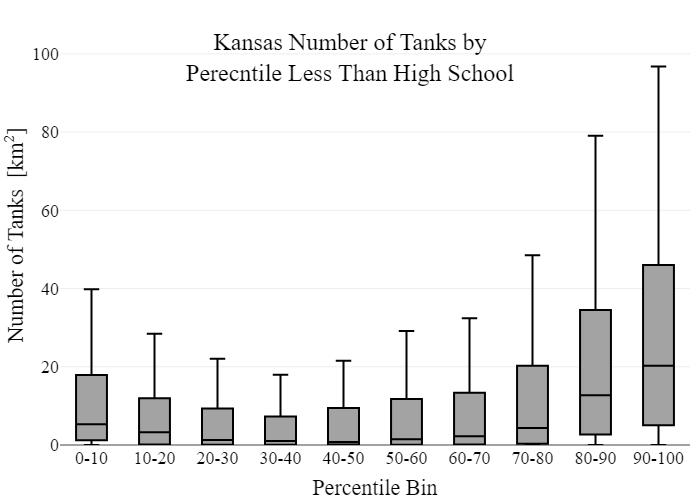 Kansas Number of Tanks by
Perecntile Less Than High School
Number of Tanks [km²]
100
80
60
40
20
0
0-10 10-20 20-30 30-40 40-50 50-60 60-70 70-80 80-90 90-100
Percentile Bin